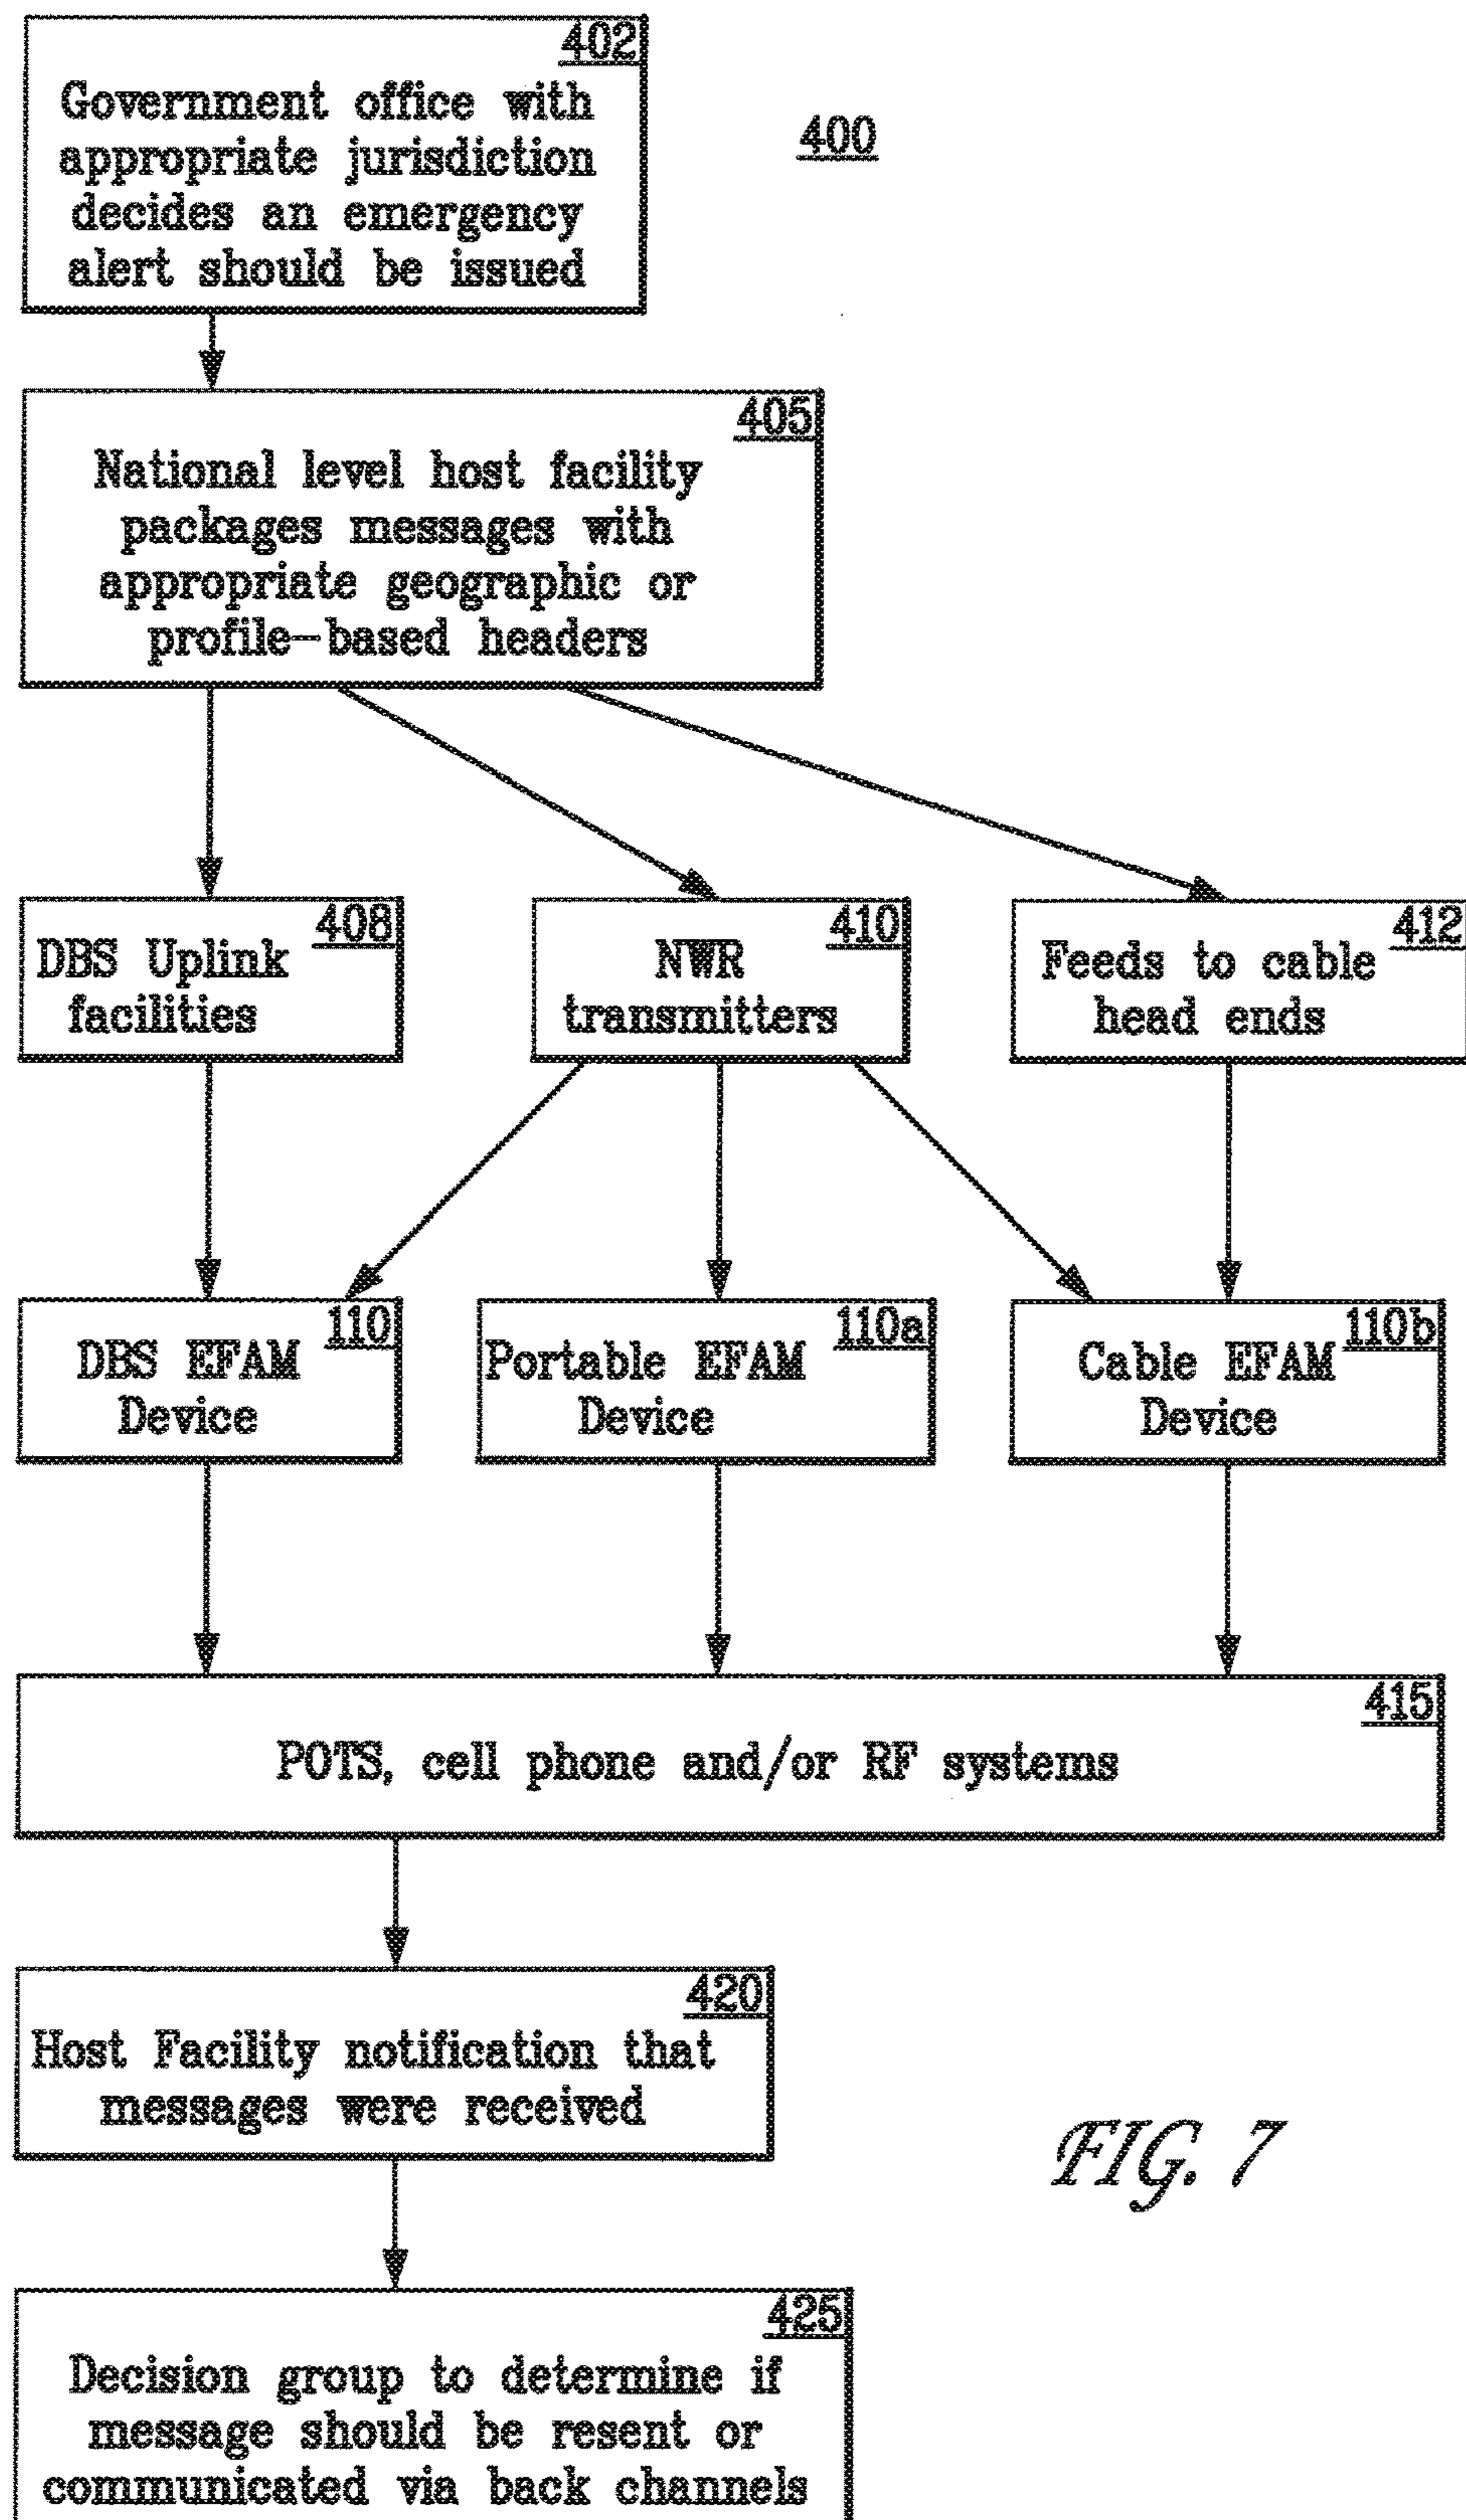 402
Government office with
appropriate jurisdiction
decides an emergency
alert should be issued
400
405
National level host facility
packages messages with
appropriate geographic or
profile-based headers
408
DBS Uplink
facilities
410
NWR
transmitters
412
Feeds to cable
head ends
110
DBS EFAM
Device
110a
Portable EFAM
Device
110b
Cable EFAM
Device
415
POTS, cell phone and/or RF systems
420
Host Facility notification that
messages were received
FIG. 7
425
Decision group to determine if
message should be resent or
communicated via back channels